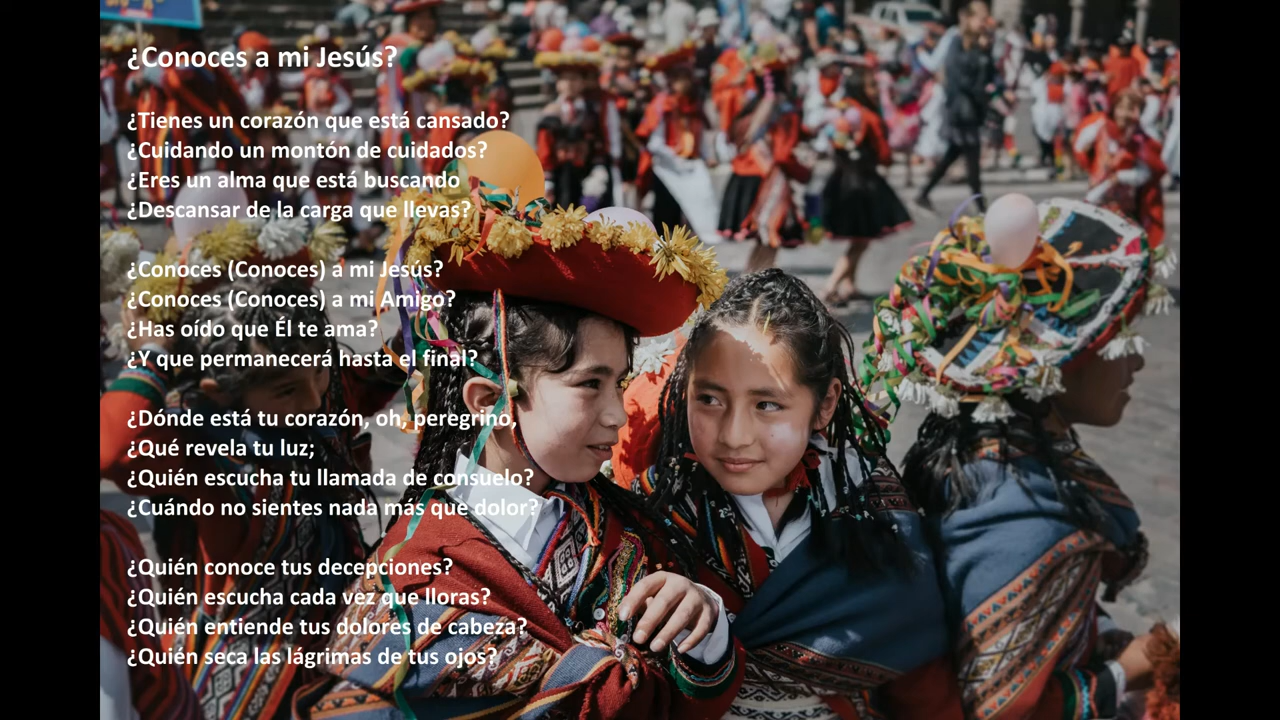 ¿Conoces a mi Jesús?
¿Tienes un corazón que está cansado?
¿Cuidando un montón de cuidados?
¿Eres un alma que está buscando
¿Descansar de la carga que llevas?
¿Conoces (Conoces) a mi Jesús?
¿Conoces (Conoces) a mi Amigo?
¿Has oído que Él te ama?
¿Y que permanecerá hasta el final?
¿Dónde está tu corazón, oh, peregrino,
¿Qué revela tu luz;
¿Quién escucha tu llamada de consuelo?
¿Cuándo no sientes nada más que dolor?
¿Quién conoce tus decepciones?
¿Quién escucha cada vez que lloras?
¿Quién entiende tus dolores de cabeza?
¿Quién seca las lágrimas de tus ojos?